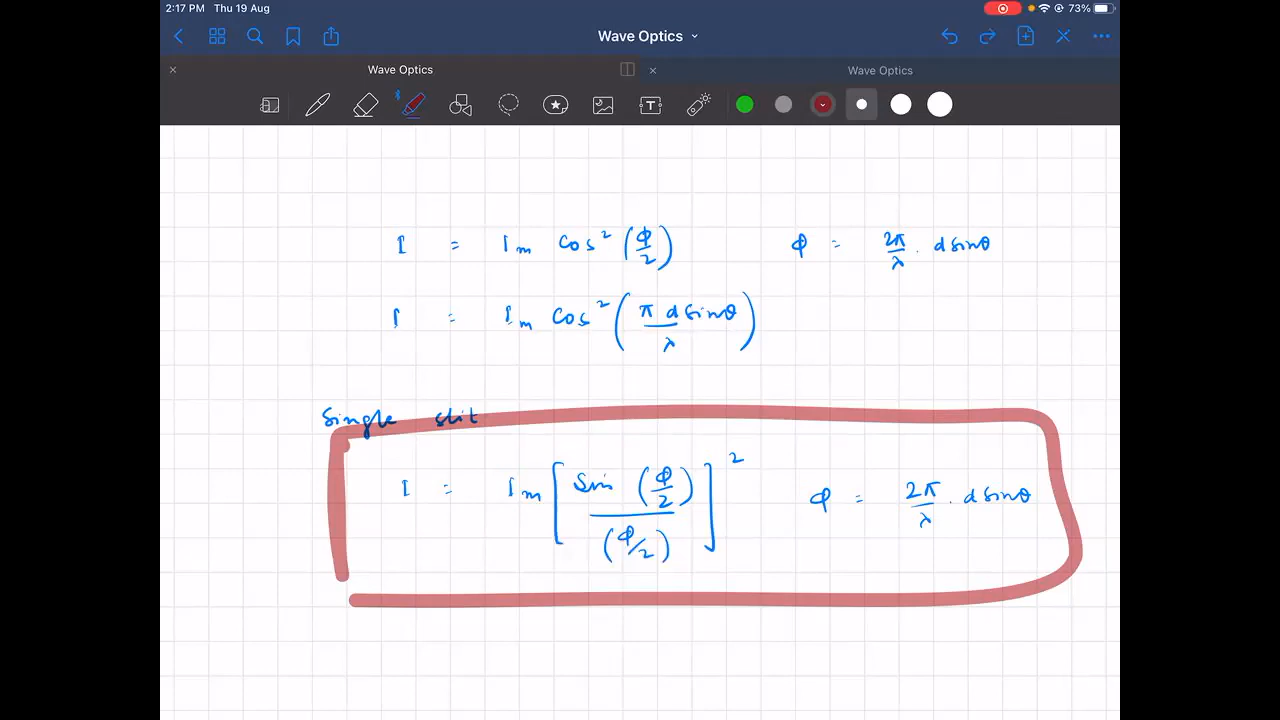 2:17 PM Thu 19 Aug 73%
Wave Optics
Wave Optics Wave Optics
I = Im cos² (Φ/2) Φ = 2π/λ . d sinθ
I = Im cos² (π d sinθ / λ)
Single slit
I = Im [sin (Φ/2) / (Φ/2)]² Φ = 2π/λ . d sinθ